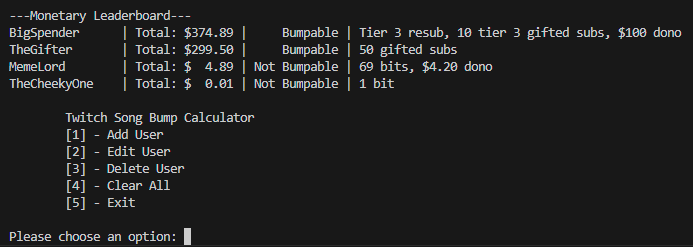 ---Monetary Leaderboard---
BigSpender      | Total: $374.89 |     Bumpable | Tier 3 resub, 10 tier 3 gifted subs, $100 dono
TheGifter       | Total: $299.50 |     Bumpable | 50 gifted subs
MemeLord        | Total: $  4.89 | Not Bumpable | 69 bits, $4.20 dono
TheCheekyOne    | Total: $  0.01 | Not Bumpable | 1 bit
Twitch Song Bump Calculator
[1] - Add User
[2] - Edit User
[3] - Delete User
[4] - Clear All
[5] - Exit
Please choose an option: